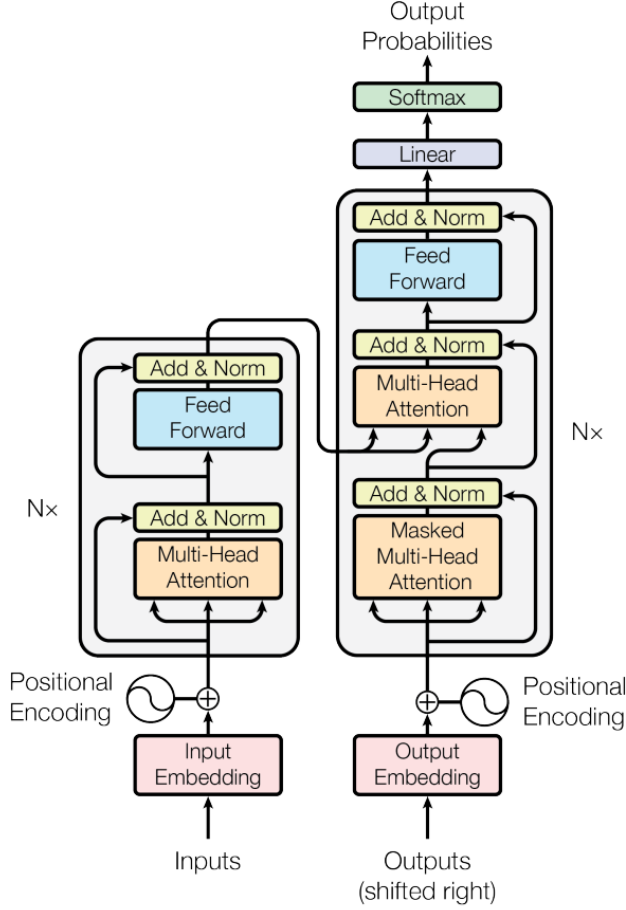 Output
Probabilities
Softmax
Linear
Add & Norm
Feed
Forward
Add & Norm
Multi-Head
Attention
Add & Norm
Masked
Multi-Head
Attention
N×
Add & Norm
Feed
Forward
N×
Add & Norm
Multi-Head
Attention
Positional
Encoding
Positional
Encoding
Input
Embedding
Output
Embedding
Inputs
Outputs
(shifted right)